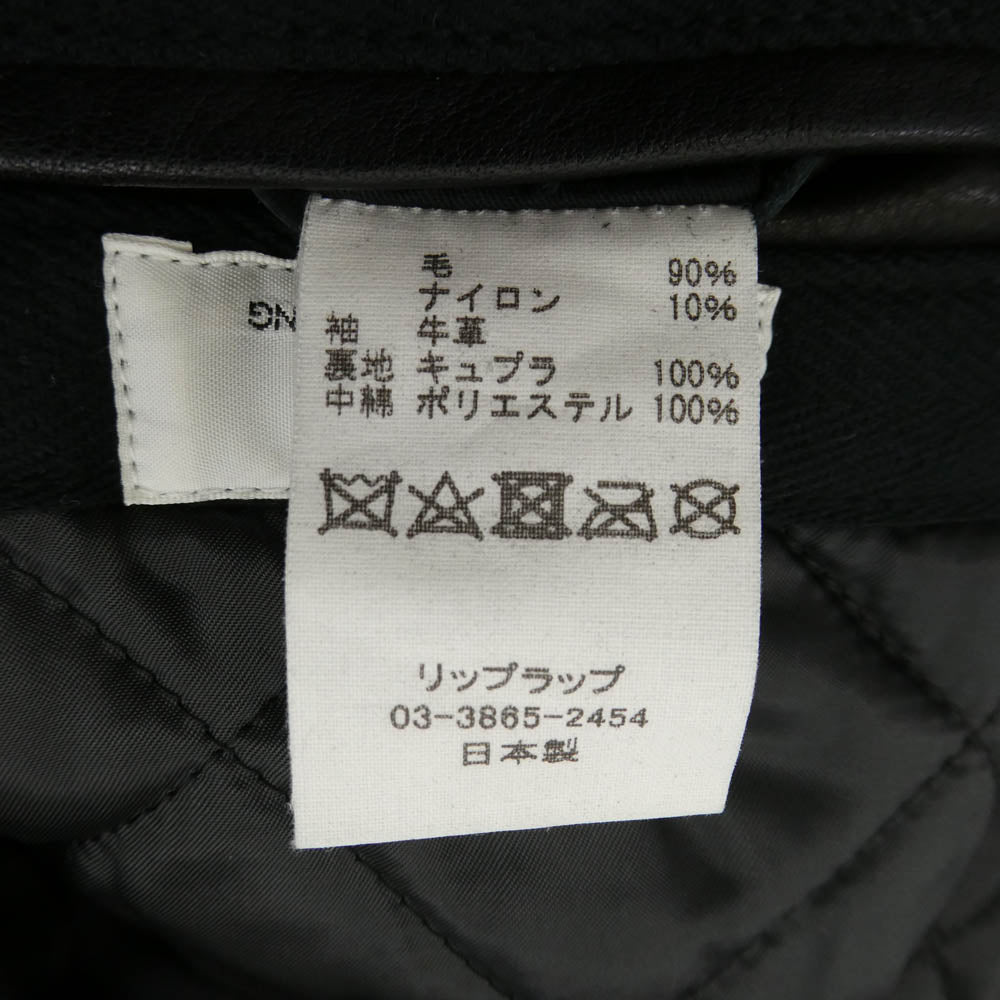 毛 90%
ナイロン 10%
袖 牛革
裏地 キュプラ 100%
中綿 ポリエステル 100%
リップラップ
03-3865-2454
日本製